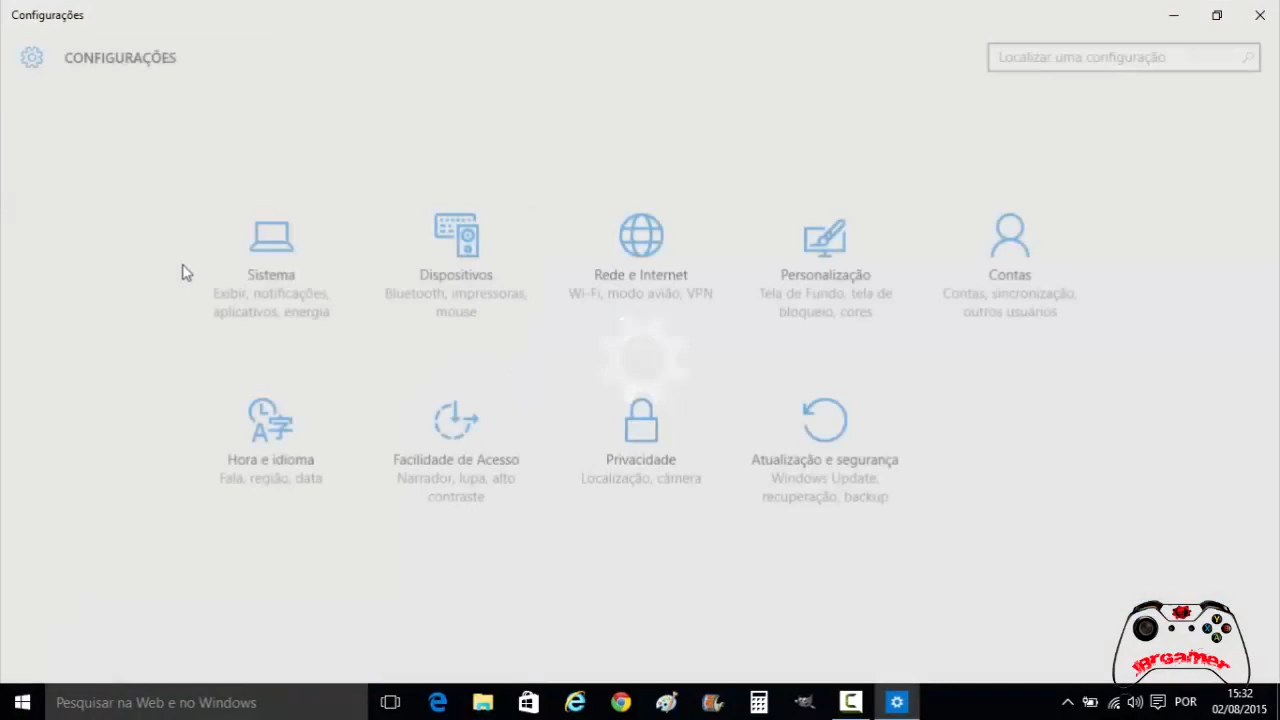 Configurações
CONFIGURAÇÕES
Localizar uma configuração
Sistema
Exibir, notificações,
aplicativos, energia
Dispositivos
Bluetooth, impressoras,
mouse
Rede e Internet
Wi-Fi, modo avião, VPN
Personalização
Tela de Fundo, tela de
bloqueio, cores
Contas
Contas, sincronização,
outros usuários
Hora e idioma
Fala, região, data
Facilidade de Acesso
Narrador, lupa, alto
contraste
Privacidade
Localização, câmera
Atualização e segurança
Windows Update,
recuperação, backup
Y
X B
A
jargamer
Pesquisar na Web e no Windows
POR
15:32
02/08/2015